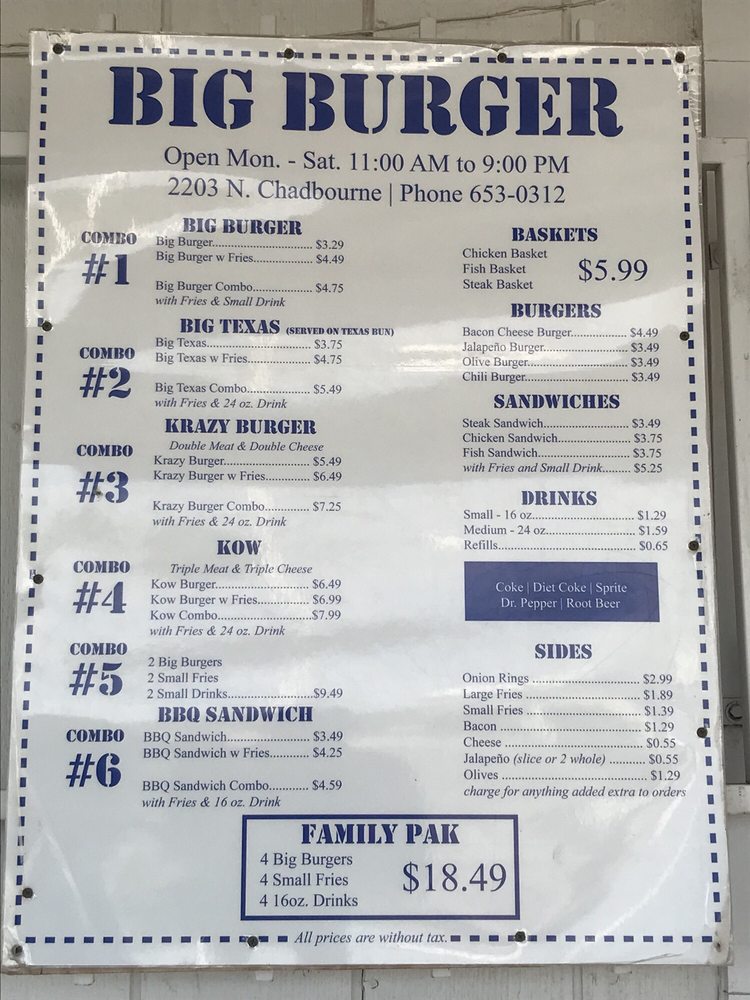 BIG BURGER
Open Mon. - Sat. 11:00 AM to 9:00 PM
2203 N. Chadbourne | Phone 653-0312
COMBO
#1
BIG BURGER
Big Burger............................ $3.29
Big Burger w Fries................ $4.49
Big Burger Combo............... $4.75
with Fries & Small Drink
COMBO
#2
BIG TEXAS (SERVED ON TEXAS BUN)
Big Texas.............................. $3.75
Big Texas w Fries.................. $4.75
Big Texas Combo................. $5.49
with Fries & 24 oz. Drink
COMBO
#3
KRAZY BURGER
Double Meat & Double Cheese
Krazy Burger......................... $5.49
Krazy Burger w Fries............. $6.49
Krazy Burger Combo............ $7.25
with Fries & 24 oz. Drink
COMBO
#4
KOW
Triple Meat & Triple Cheese
Kow Burger........................... $6.49
Kow Burger w Fries............... $6.99
Kow Combo...........................$7.99
with Fries & 24 oz. Drink
COMBO
#5
2 Big Burgers
2 Small Fries
2 Small Drinks........................$9.49
COMBO
#6
BBQ SANDWICH
BBQ Sandwich....................... $3.49
BBQ Sandwich w Fries........... $4.25
BBQ Sandwich Combo........... $4.59
with Fries & 16 oz. Drink
BASKETS
Chicken Basket
Fish Basket
Steak Basket
$5.99
BURGERS
Bacon Cheese Burger............... $4.49
Jalapeño Burger........................ $3.49
Olive Burger............................. $3.49
Chili Burger.............................. $3.49
SANDWICHES
Steak Sandwich......................... $3.49
Chicken Sandwich..................... $3.75
Fish Sandwich........................... $3.75
with Fries and Small Drink........ $5.25
DRINKS
Small - 16 oz............................. $1.29
Medium - 24 oz......................... $1.59
Refills........................................ $0.65
Coke | Diet Coke | Sprite
Dr. Pepper | Root Beer
SIDES
Onion Rings .............................. $2.99
Large Fries ................................ $1.89
Small Fries ................................ $1.39
Bacon ........................................ $1.29
Cheese ....................................... $0.55
Jalapeño (slice or 2 whole) .......... $0.55
Olives ........................................ $1.29
charge for anything added extra to orders
FAMILY PAK
4 Big Burgers
4 Small Fries
4 16oz. Drinks
$18.49
All prices are without tax.